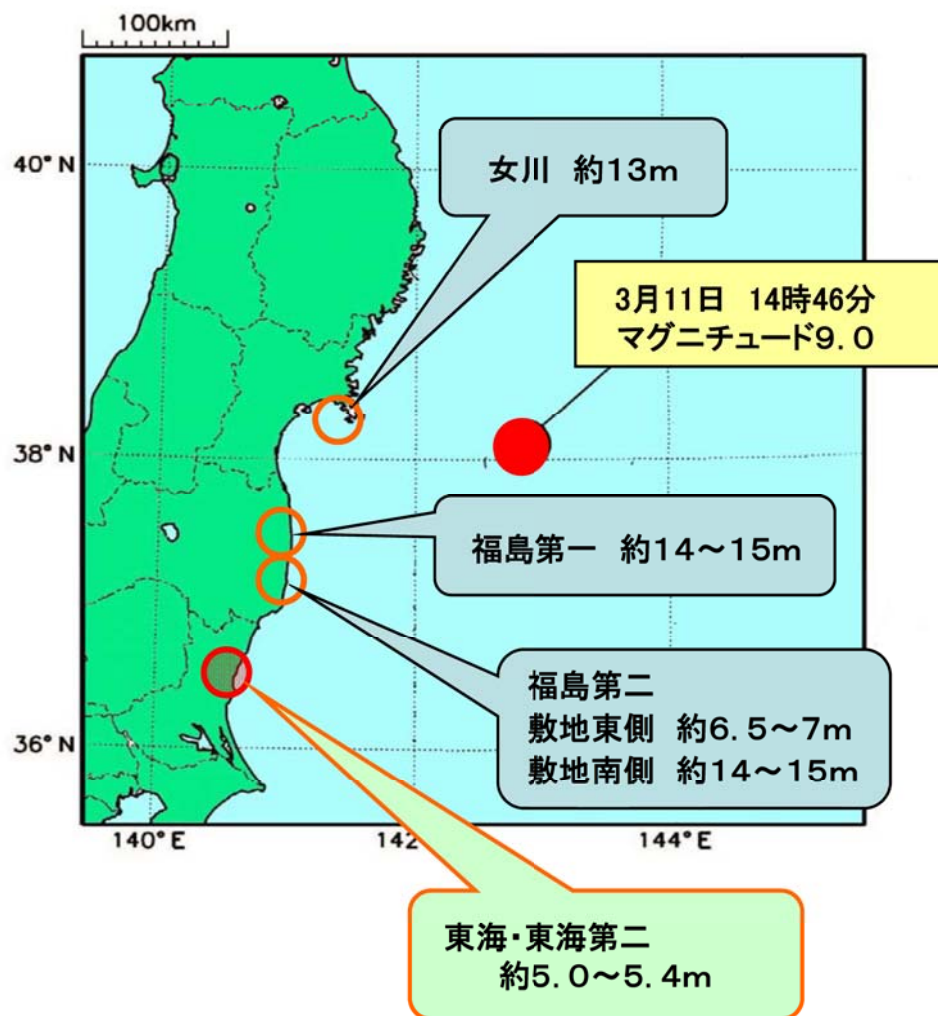 100km
40°N
女川 約13m
3月11日 14時46分
マグニチュード9.0
38°N
福島第一 約14～15m
福島第二
敷地東側 約6.5～7m
敷地南側 約14～15m
36°N
140°E
142
144°E
東海・東海第二
約5.0～5.4m